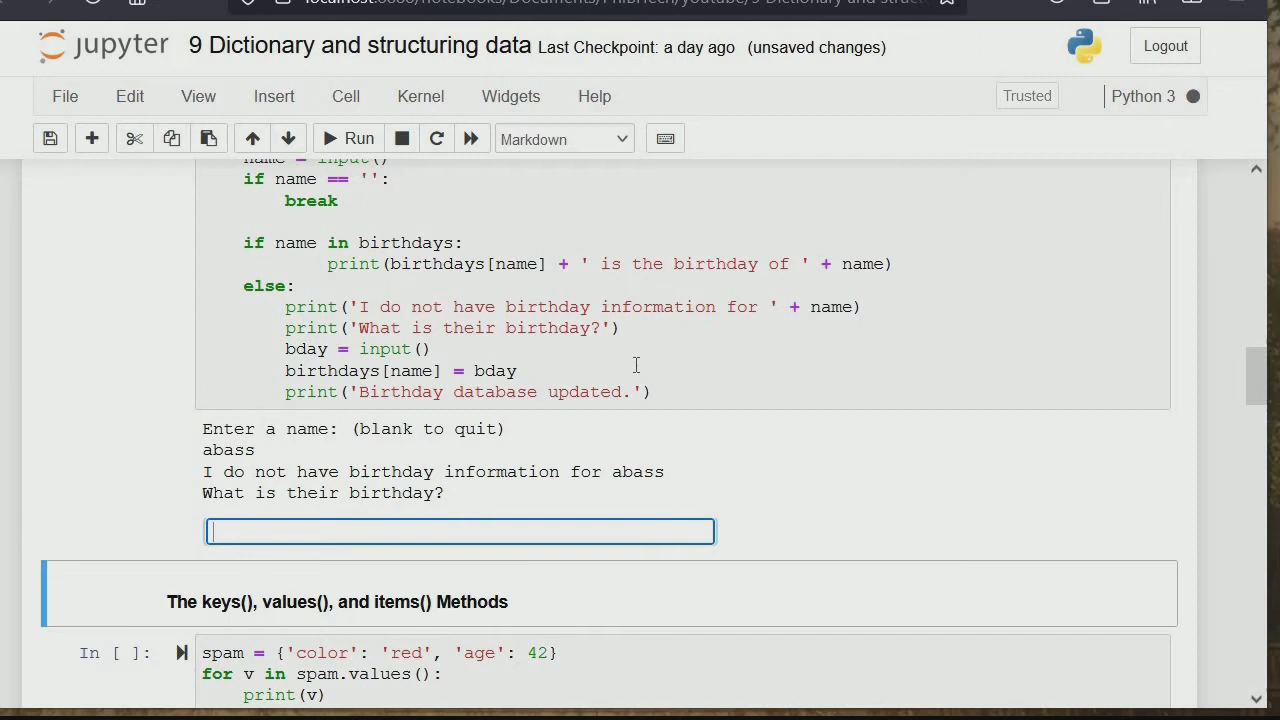 jupyter 9 Dictionary and structuring data Last Checkpoint: a day ago (unsaved changes) Logout
File Edit View Insert Cell Kernel Widgets Help Trusted Python 3
Run Markdown
name = input()
if name == '':
break
if name in birthdays:
print(birthdays[name] + ' is the birthday of ' + name)
else:
print('I do not have birthday information for ' + name)
print('What is their birthday?')
bday = input()
birthdays[name] = bday
print('Birthday database updated.')
Enter a name: (blank to quit)
abass
I do not have birthday information for abass
What is their birthday?
The keys(), values(), and items() Methods
In [ ]: spam = {'color': 'red', 'age': 42}
for v in spam.values():
print(v)